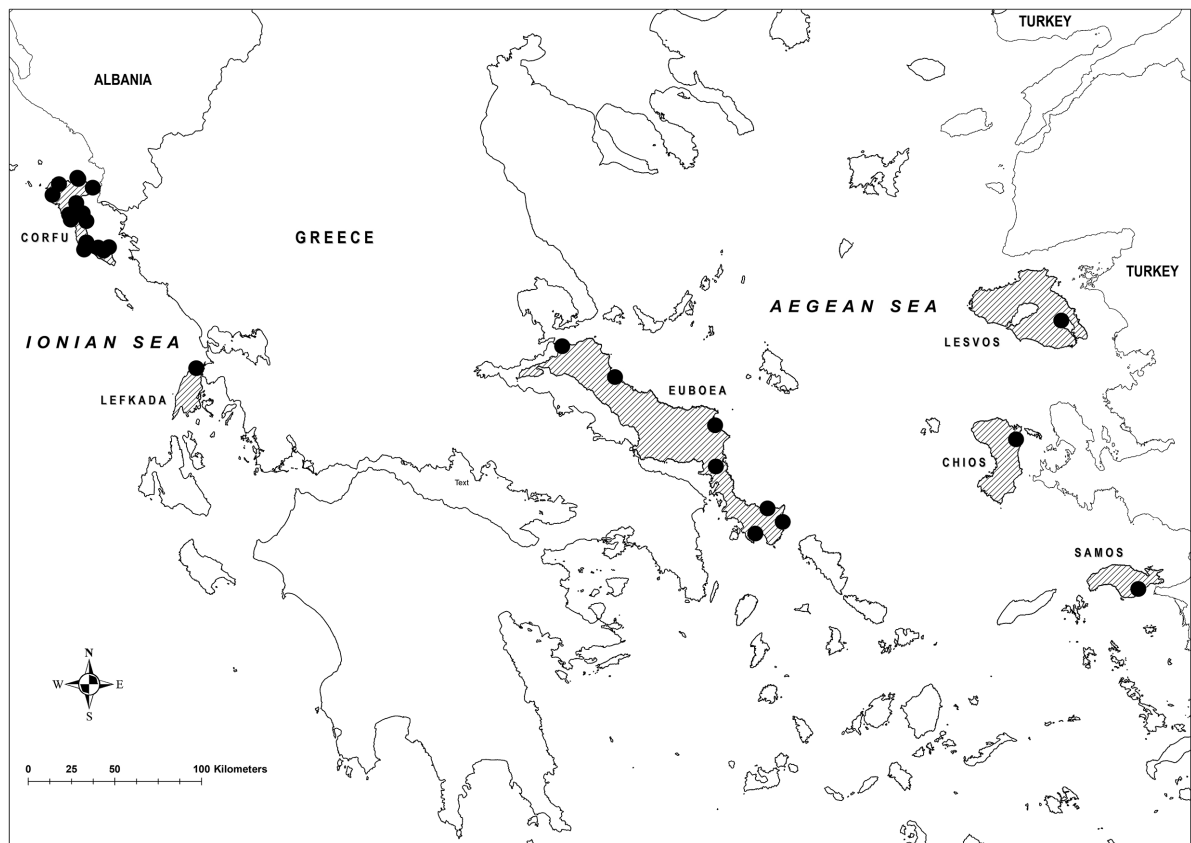 TURKEY
ALBANIA
CORFU
GREECE
TURKEY
AEGEAN SEA
IONIAN SEA
LESVOS
EUBOEA
LEFKADA
CHIOS
Text
SAMOS
N
W E
S
0 25 50 100 Kilometers